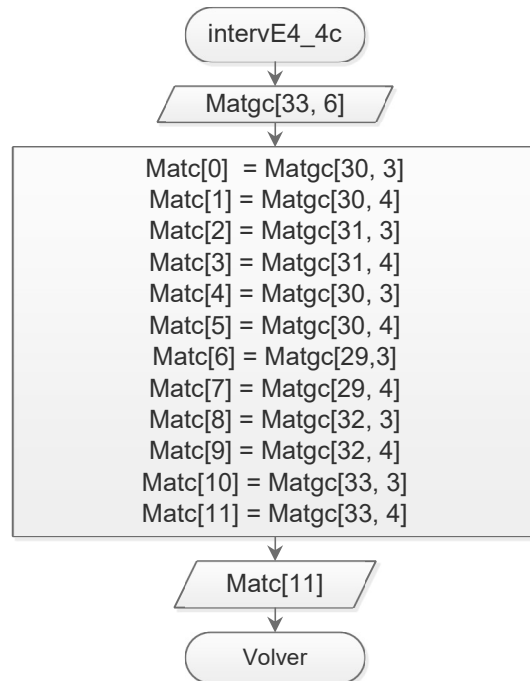 intervE4_4c
Matgc[33, 6]
Matc[0]  = Matgc[30, 3]
Matc[1] = Matgc[30, 4]
Matc[2] = Matgc[31, 3]
Matc[3] = Matgc[31, 4]
Matc[4] = Matgc[30, 3]
Matc[5] = Matgc[30, 4]
Matc[6] = Matgc[29,3]
Matc[7] = Matgc[29, 4]
Matc[8] = Matgc[32, 3]
Matc[9] = Matgc[32, 4]
Matc[10] = Matgc[33, 3]
Matc[11] = Matgc[33, 4]
Matc[11]
Volver